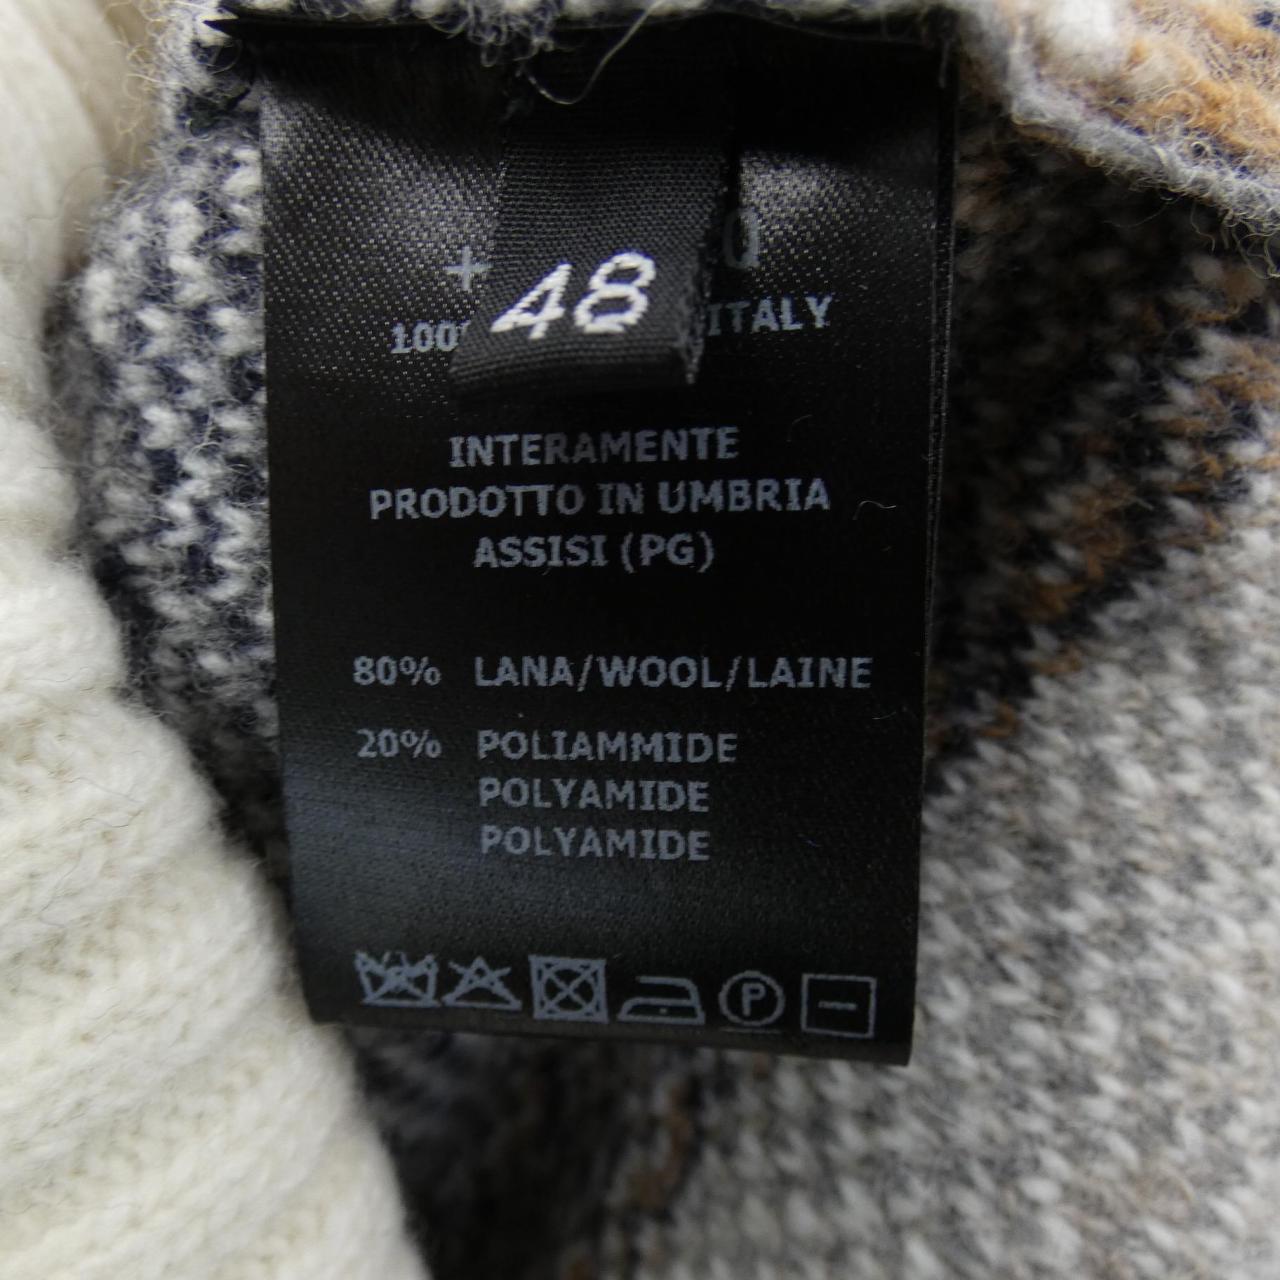 48
ITALY
INTERAMENTE
PRODOTTO IN UMBRIA
ASSISI (PG)
80% LANA/WOOL/LAINE
20% POLIAMMIDE
POLYAMIDE
POLYAMIDE
P